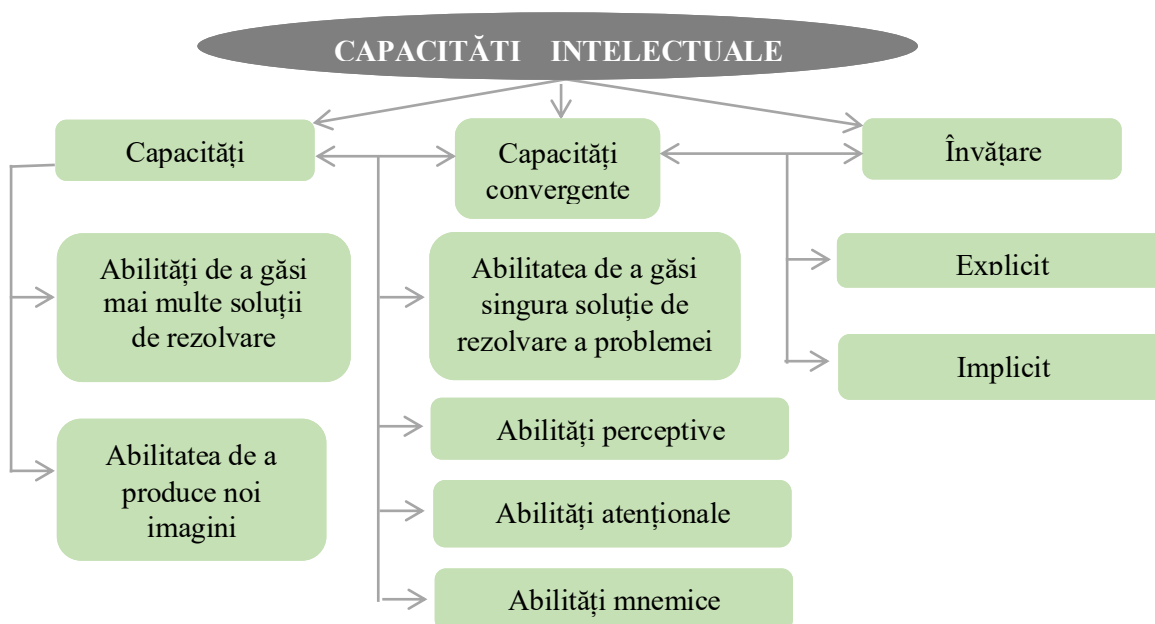 CAPACITĂTI INTELECTUALE
Capacități
Capacități
convergente
Învățare
Abilități de a găsi
mai multe soluții
de rezolvare
Abilitatea de a găsi
singura soluție de
rezolvare a problemei
Explicit
Implicit
Abilitatea de a
produce noi
imagini
Abilități perceptive
Abilități atenționale
Abilități mnemice